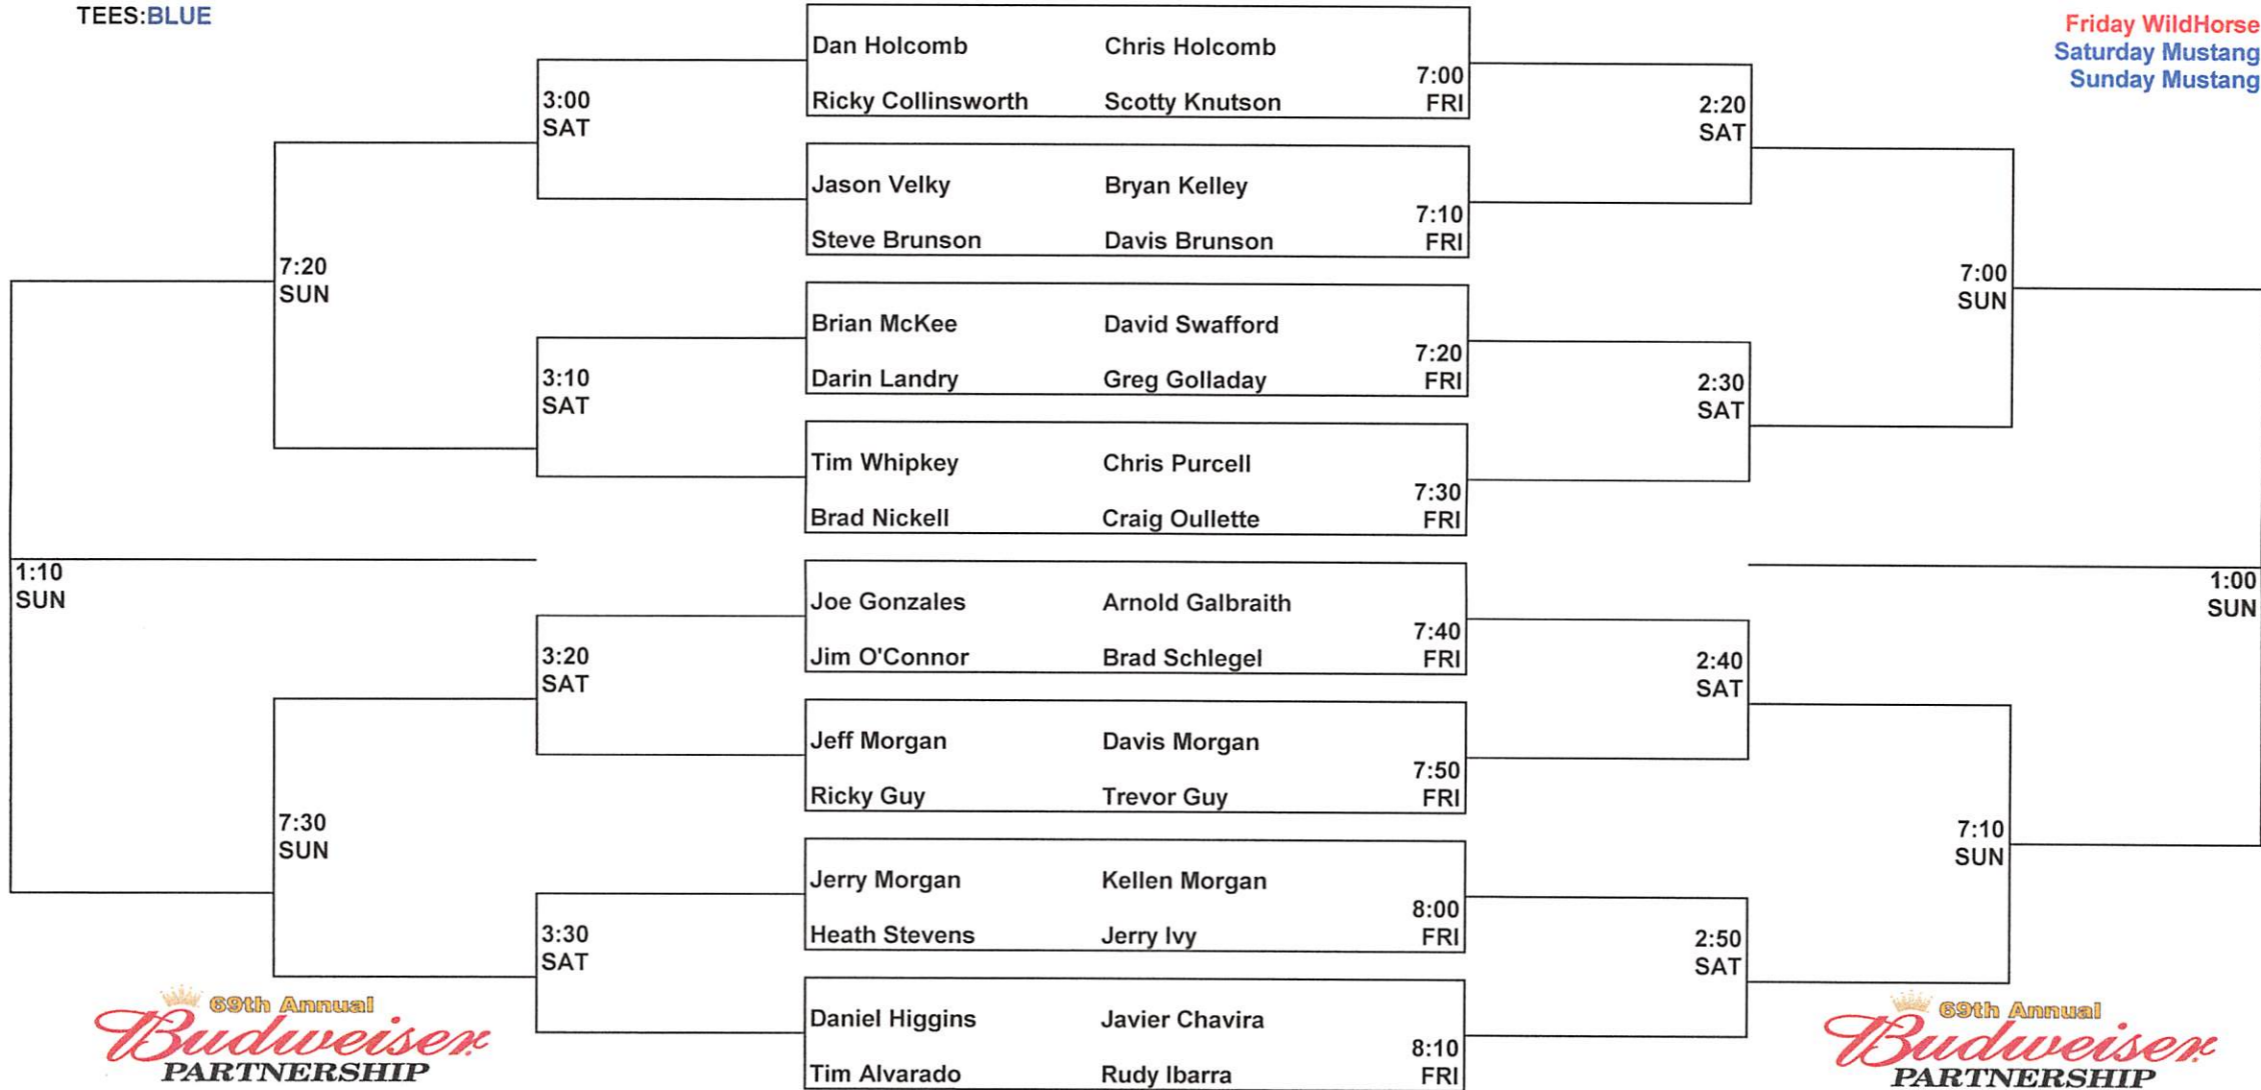 TEES:BLUE
Friday WildHorse
Saturday Mustang
Sunday Mustang
Dan Holcomb Chris Holcomb
Ricky Collinsworth Scotty Knutson
7:00
FRI
Jason Velky Bryan Kelley
Steve Brunson Davis Brunson
7:10
FRI
Brian McKee David Swafford
Darin Landry Greg Golladay
7:20
FRI
Tim Whipkey Chris Purcell
Brad Nickell Craig Oullette
7:30
FRI
Joe Gonzales Arnold Galbraith
Jim O'Connor Brad Schlegel
7:40
FRI
Jeff Morgan Davis Morgan
Ricky Guy Trevor Guy
7:50
FRI
Jerry Morgan Kellen Morgan
Heath Stevens Jerry Ivy
8:00
FRI
Daniel Higgins Javier Chavira
Tim Alvarado Rudy Ibarra
8:10
FRI
3:00
SAT
3:10
SAT
3:20
SAT
3:30
SAT
7:20
SUN
7:30
SUN
1:10
SUN
2:20
SAT
2:30
SAT
2:40
SAT
2:50
SAT
7:00
SUN
7:10
SUN
1:00
SUN
69th Annual
Budweiser
PARTNERSHIP
69th Annual
Budweiser
PARTNERSHIP